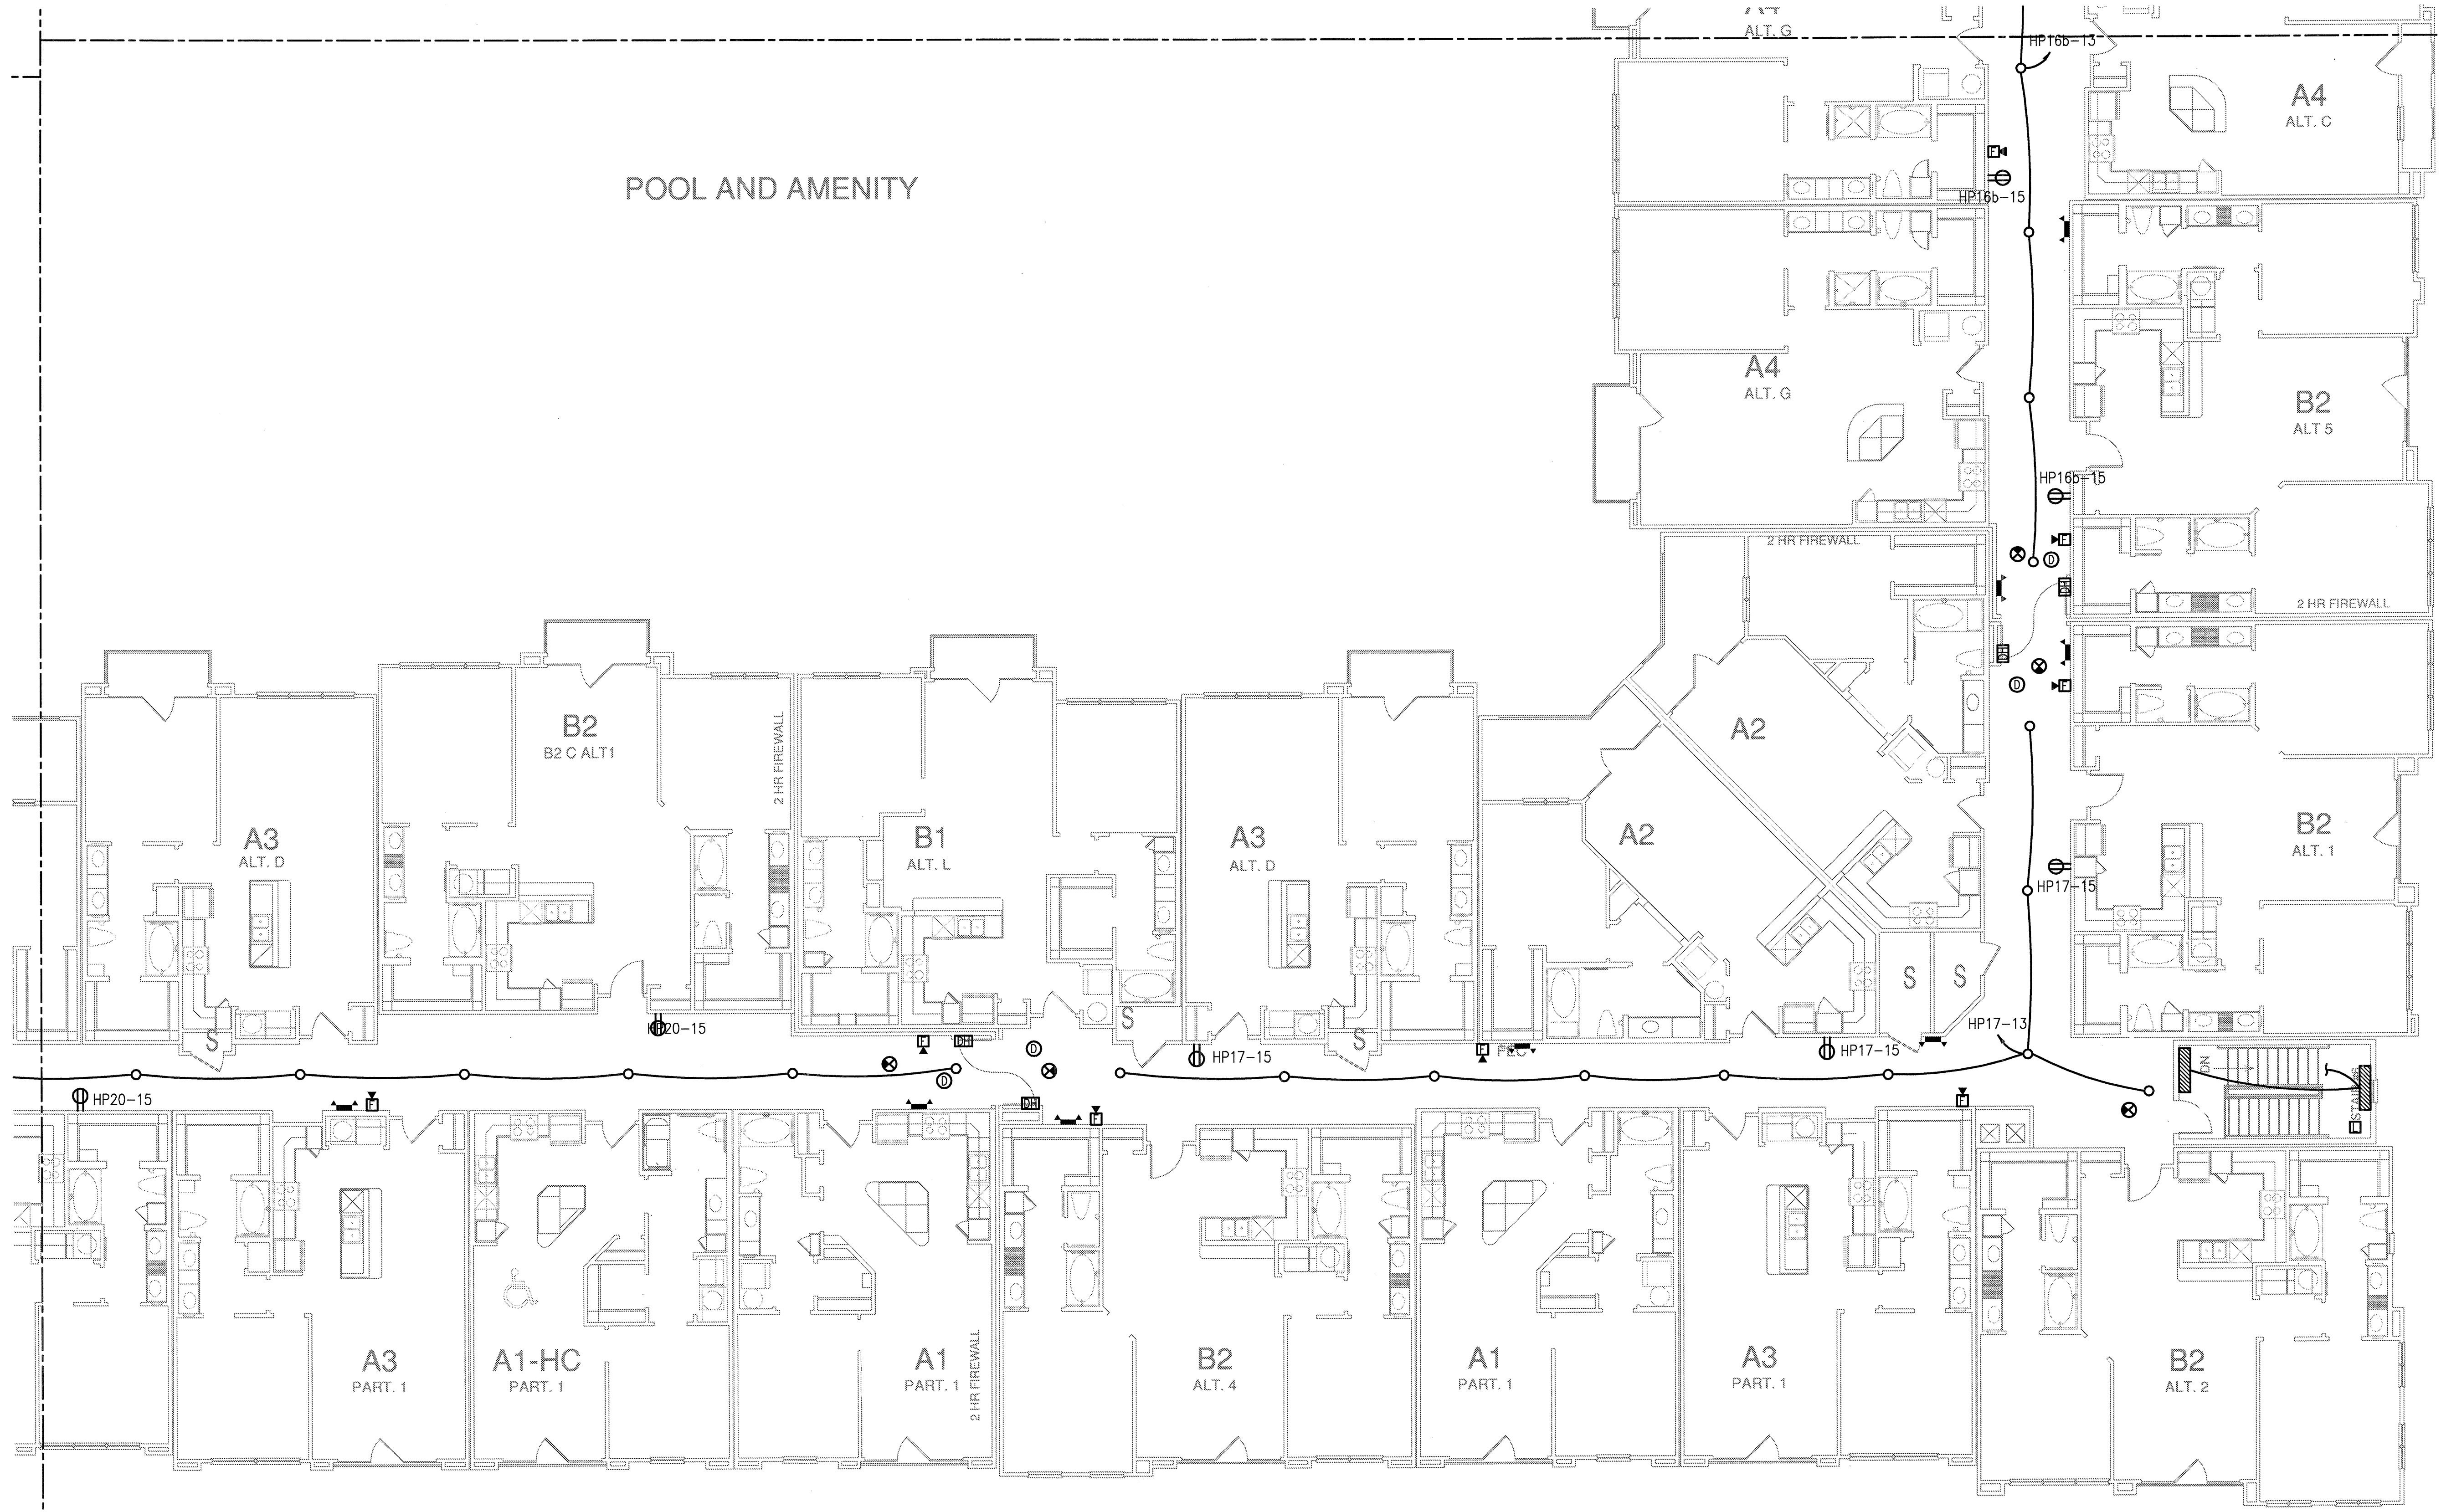 ALT. G
HP16b-13
A4
ALT. C
POOL AND AMENITY
F
HP16b-15
A4
ALT. G
B2
ALT 5
HP16b-15
F
2 HR FIREWALL
D
DH
2 HR FIREWALL
DH
D
F
B2
B2 C ALT1
2 HR FIREWALL
A2
A3
ALT. D
B1
ALT. L
A3
ALT. D
A2
B2
ALT. 1
HP17-15
S
S
S
S
S
HP20-15
HP17-15
HP17-15
HP17-13
F
DH
D
D
F
DN
HP20-15
F
DH
F
F
L
A3
PART. 1
A1-HC
PART. 1
A1
PART. 1
2 HR FIREWALL
B2
ALT. 4
A1
PART. 1
A3
PART. 1
B2
ALT. 2